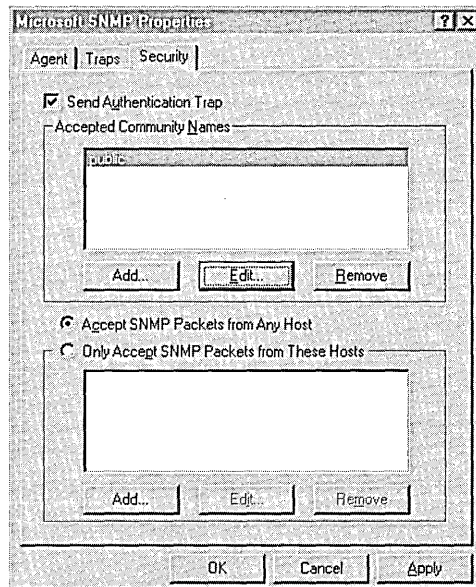 Microsoft SNMP Properties
Agent Traps Security
Send Authentication Trap
Accepted Community Names
public
Add... Edit... Remove
Accept SNMP Packets from Any Host
Only Accept SNMP Packets from These Hosts
Add... Edit... Remove
OK Cancel Apply